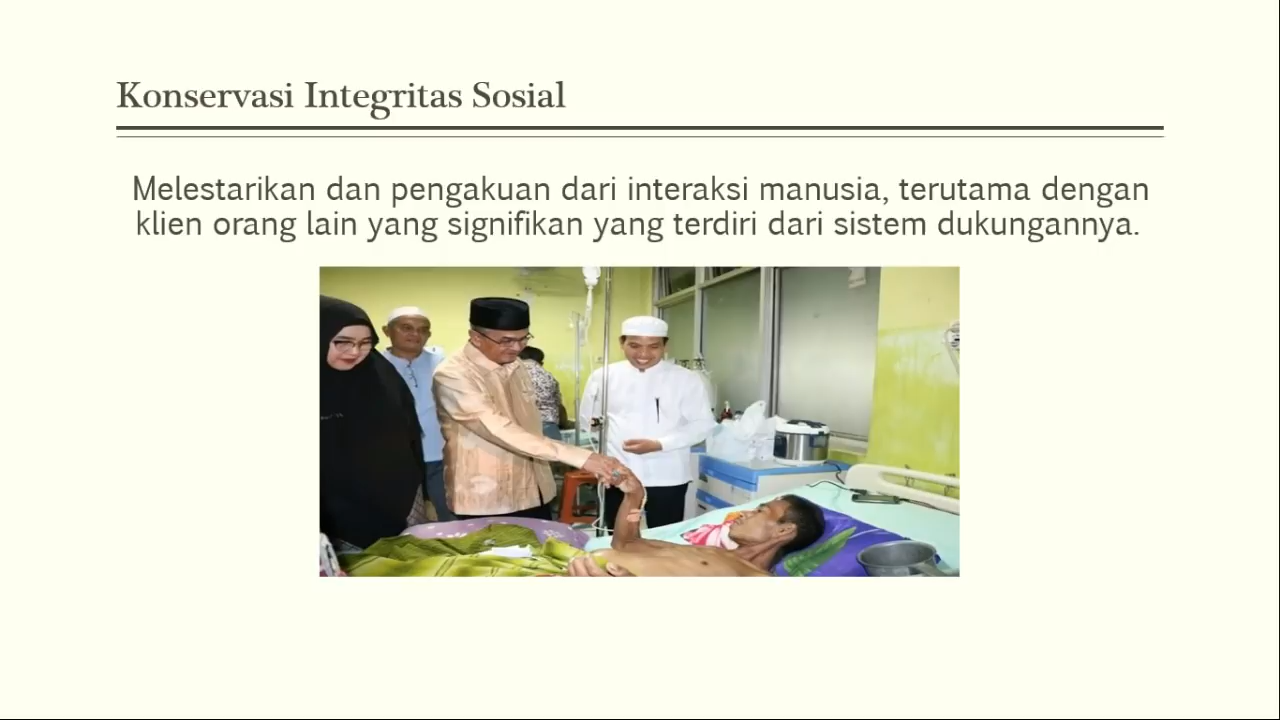 Konservasi Integritas Sosial
Melestarikan dan pengakuan dari interaksi manusia, terutama dengan
klien orang lain yang signifikan yang terdiri dari sistem dukungannya.